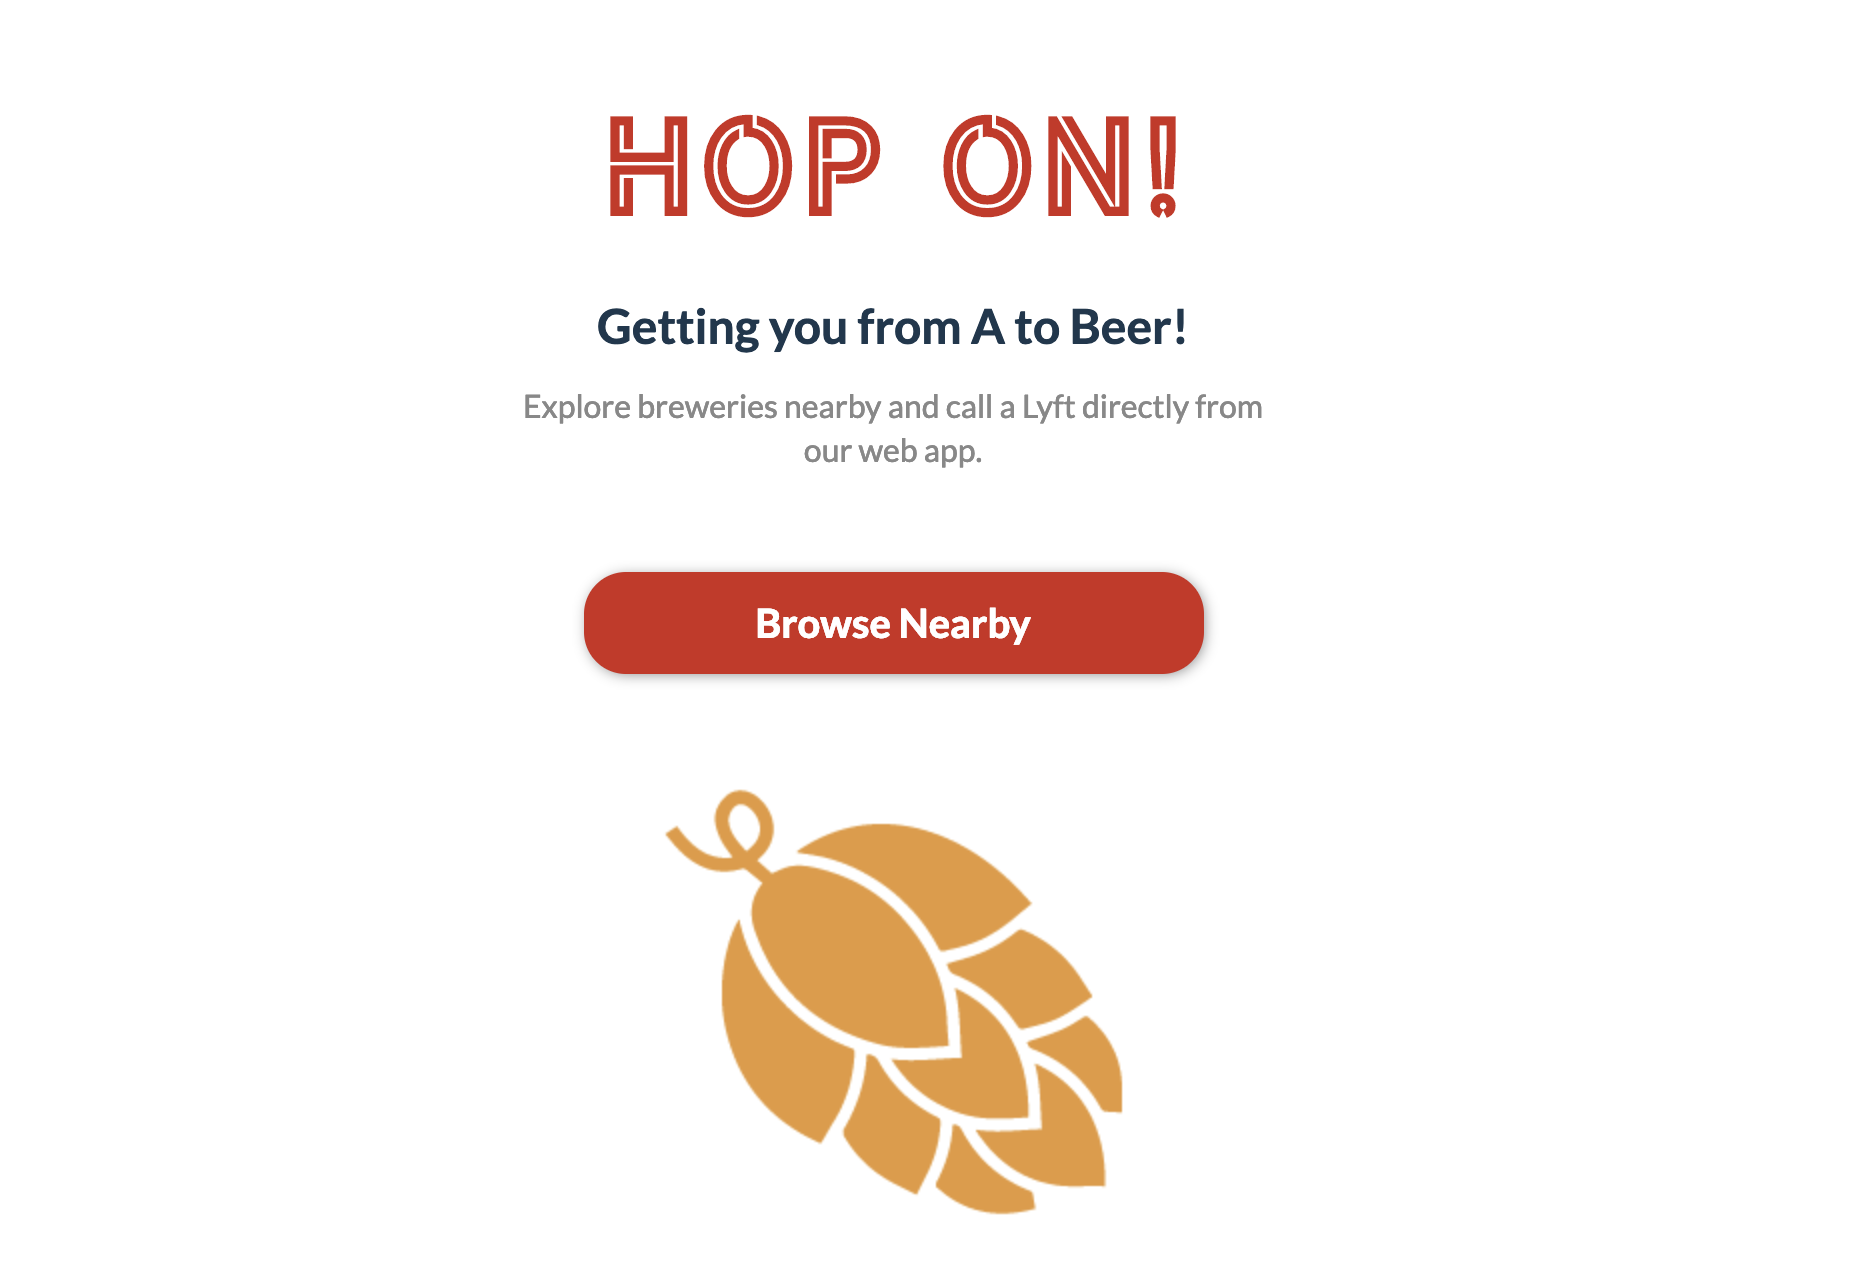 HOP ON!
Getting you from A to Beer!
Explore breweries nearby and call a Lyft directly from
our web app.
Browse Nearby